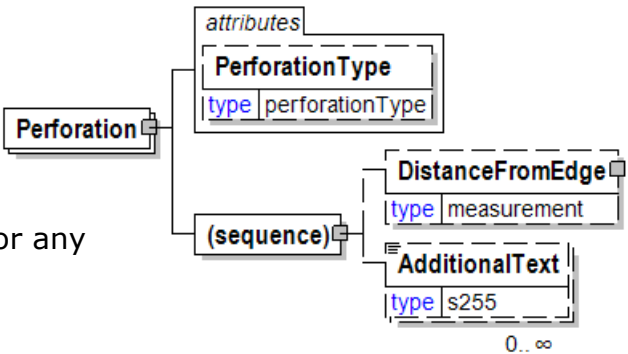 attributes
PerforationType
type perforationType
Perforation
DistanceFromEdge
type measurement
or any
(sequence)
AdditionalText
type s255
0.. ∞